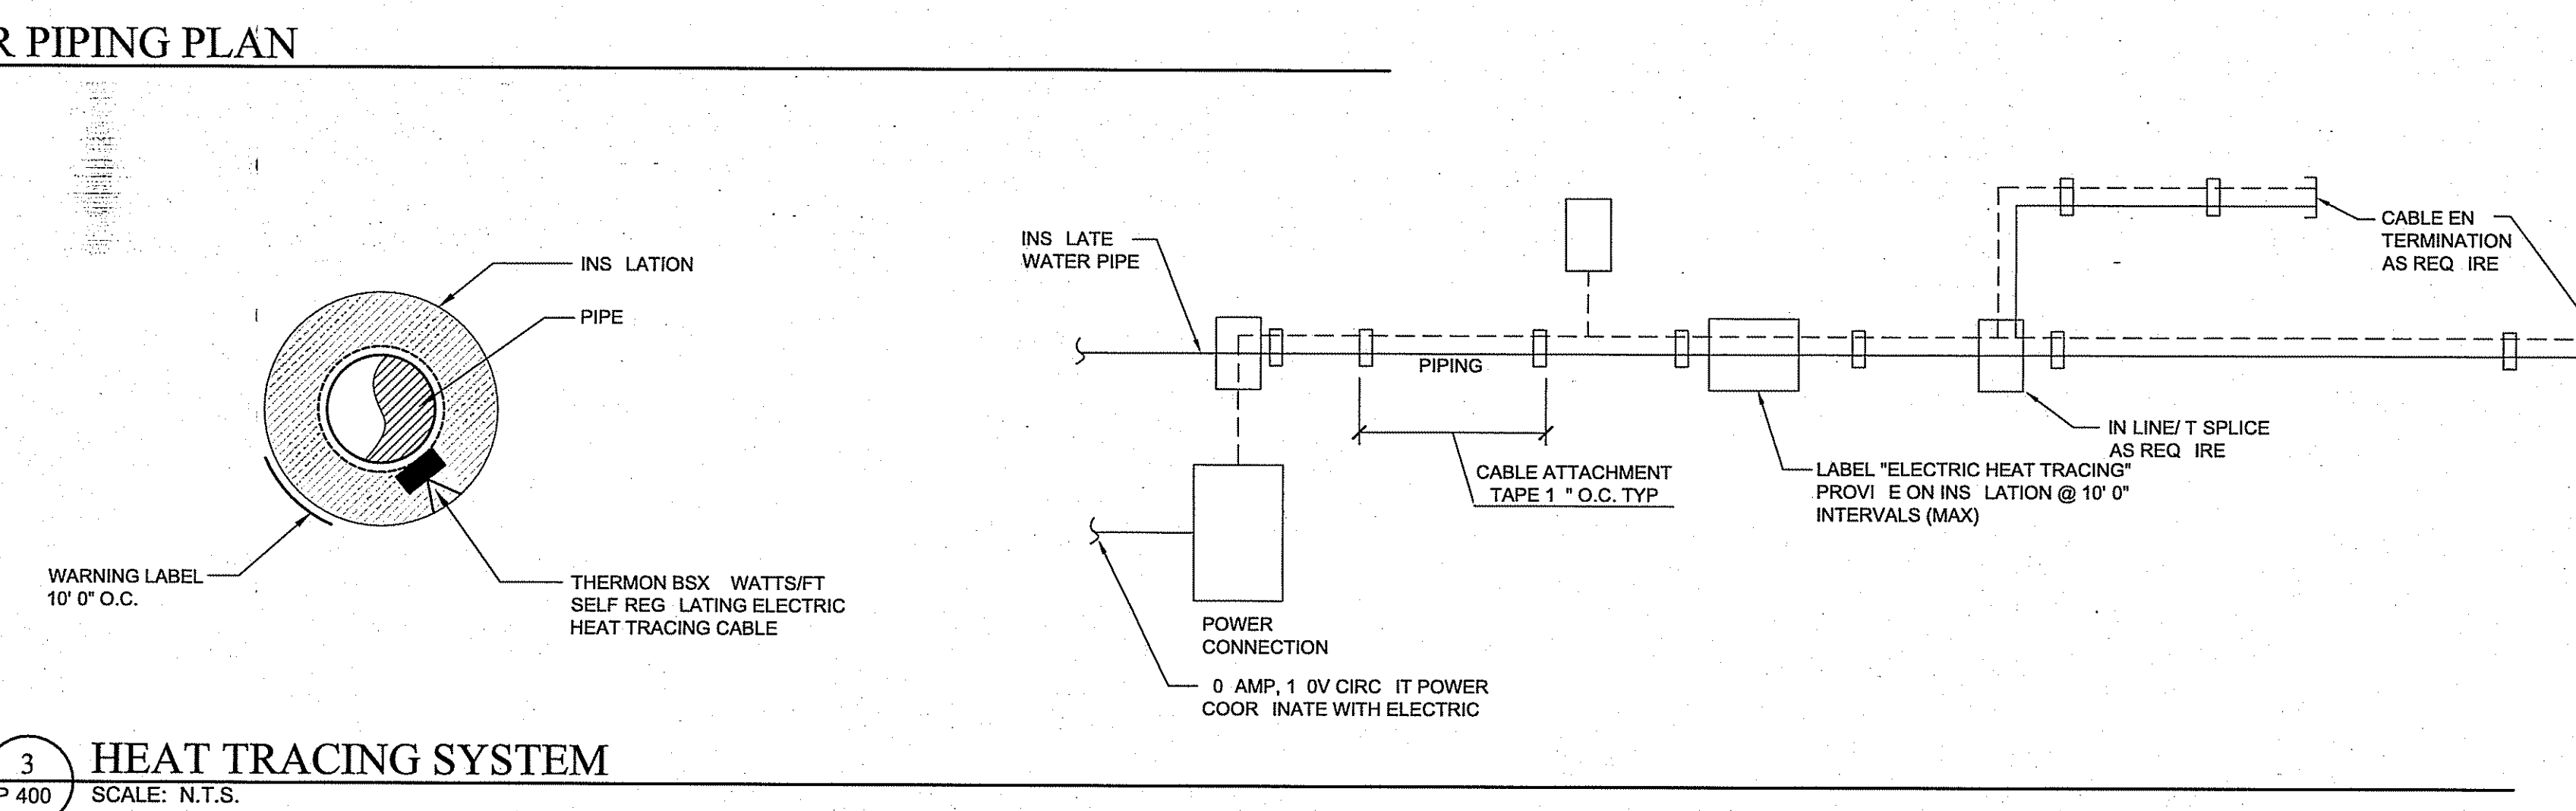 R PIPING PLAN
INS LATION
PIPE
WARNING LABEL
10' 0" O.C.
THERMON BSX WATTS/FT
SELF REG LATING ELECTRIC
HEAT TRACING CABLE
INS LATE
WATER PIPE
PIPING
CABLE ATTACHMENT
TAPE 1 " O.C. TYP
POWER
CONNECTION
0 AMP, 1 0V CIRC IT POWER
COOR INATE WITH ELECTRIC
LABEL "ELECTRIC HEAT TRACING"
PROVI E ON INS LATION @ 10' 0"
INTERVALS (MAX)
IN LINE/ T SPLICE
AS REQ IRE
CABLE EN
TERMINATION
AS REQ IRE
3
P 400
HEAT TRACING SYSTEM
SCALE: N.T.S.